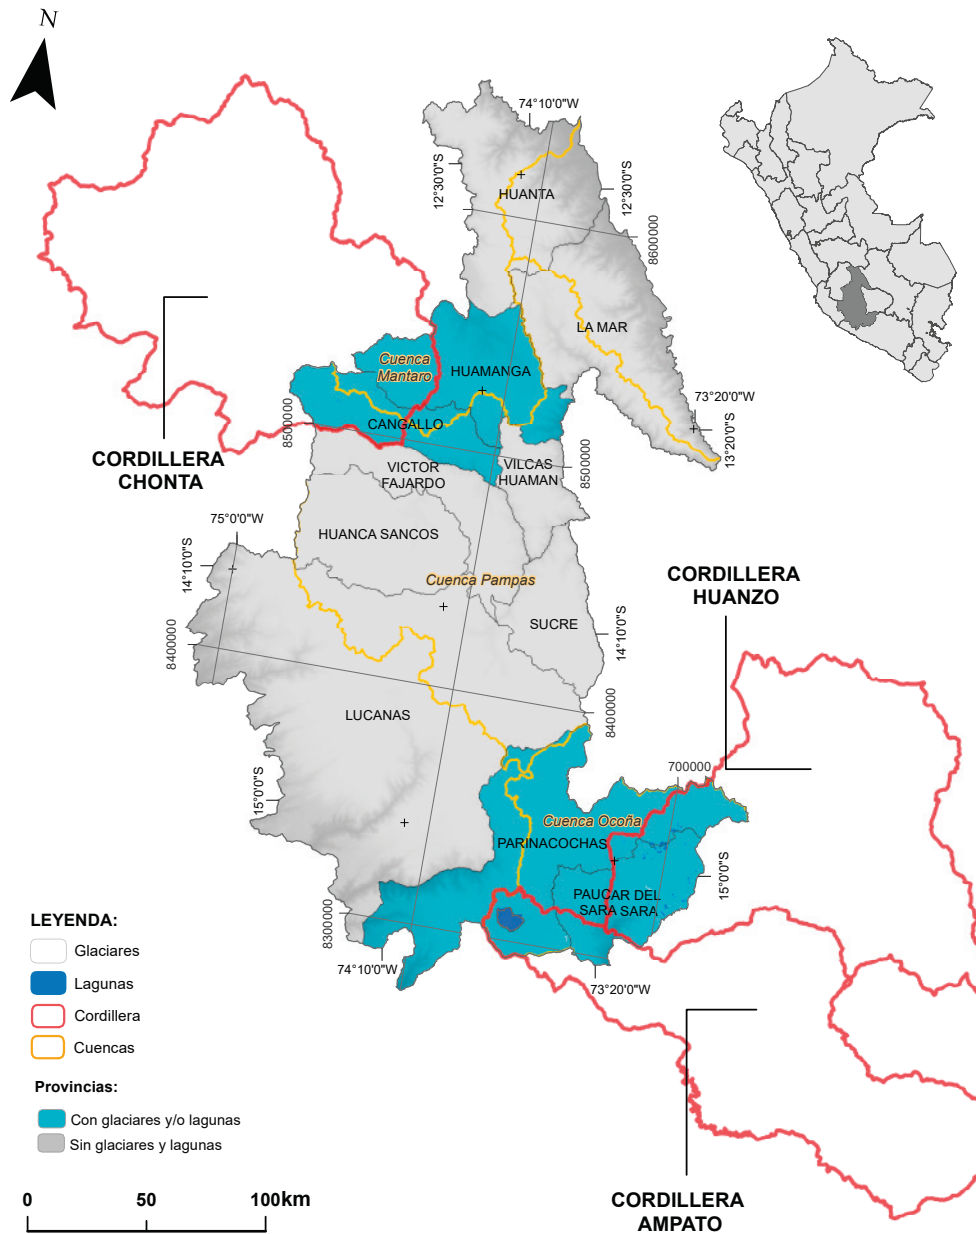 N
74°10'0"W
12°30'0"S
12°30'0"S
HUANTA
8600000
LA MAR
Cuenca
Mantaro
HUAMANGA
73°20'0"W
13°20'0"S
8500000
CANGALLO
CORDILLERA
CHONTA
VICTOR
FAJARDO
VILCAS
HUAMAN
8500000
75°0'0"W
HUANCA SANCOS
14°10'0"S
Cuenca Pampas
CORDILLERA
HUANZO
SUCRE
14°10'0"S
8400000
LUCANAS
8400000
700000
15°0'0"S
Cuenca Ocoña
PARINACOCHAS
15°0'0"S
PAUCAR DEL
SARA SARA
8300000
74°10'0"W
73°20'0"W
LEYENDA:
Glaciares
Lagunas
Cordillera
Cuencas
Provincias:
Con glaciares y/o lagunas
Sin glaciares y lagunas
0 50 100km
CORDILLERA
AMPATO